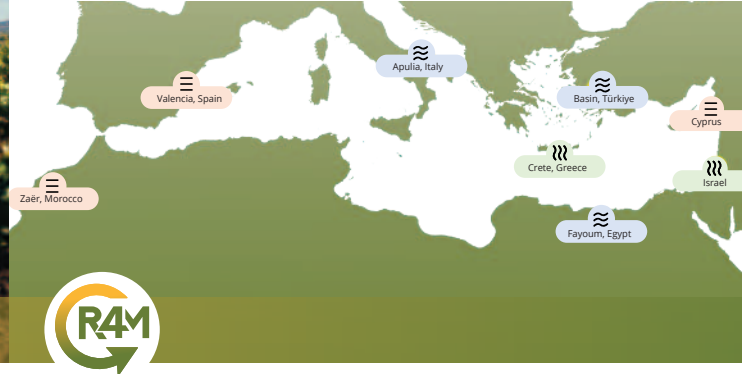 Apulia, Italy
Valencia, Spain
Basin, Türkiye
Cyprus
Crete, Greece
Israel
Zaër, Morocco
Fayoum, Egypt
R4M